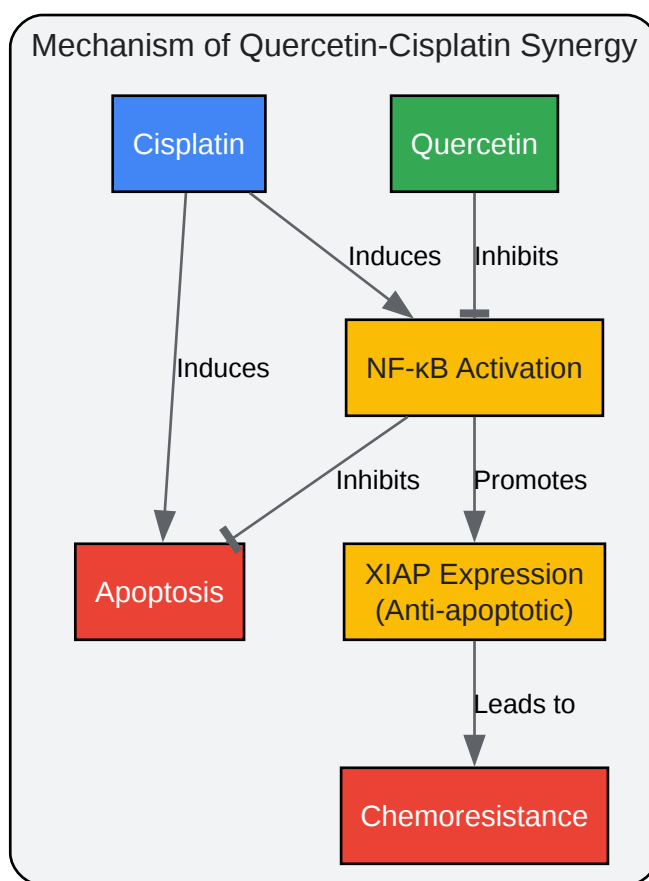 Mechanism of Quercetin-Cisplatin Synergy
Cisplatin
Quercetin
Induces
Inhibits
NF-κB Activation
Induces
Inhibits
Promotes
Apoptosis
XIAP Expression
(Anti-apoptotic)
Leads to
Chemoresistance